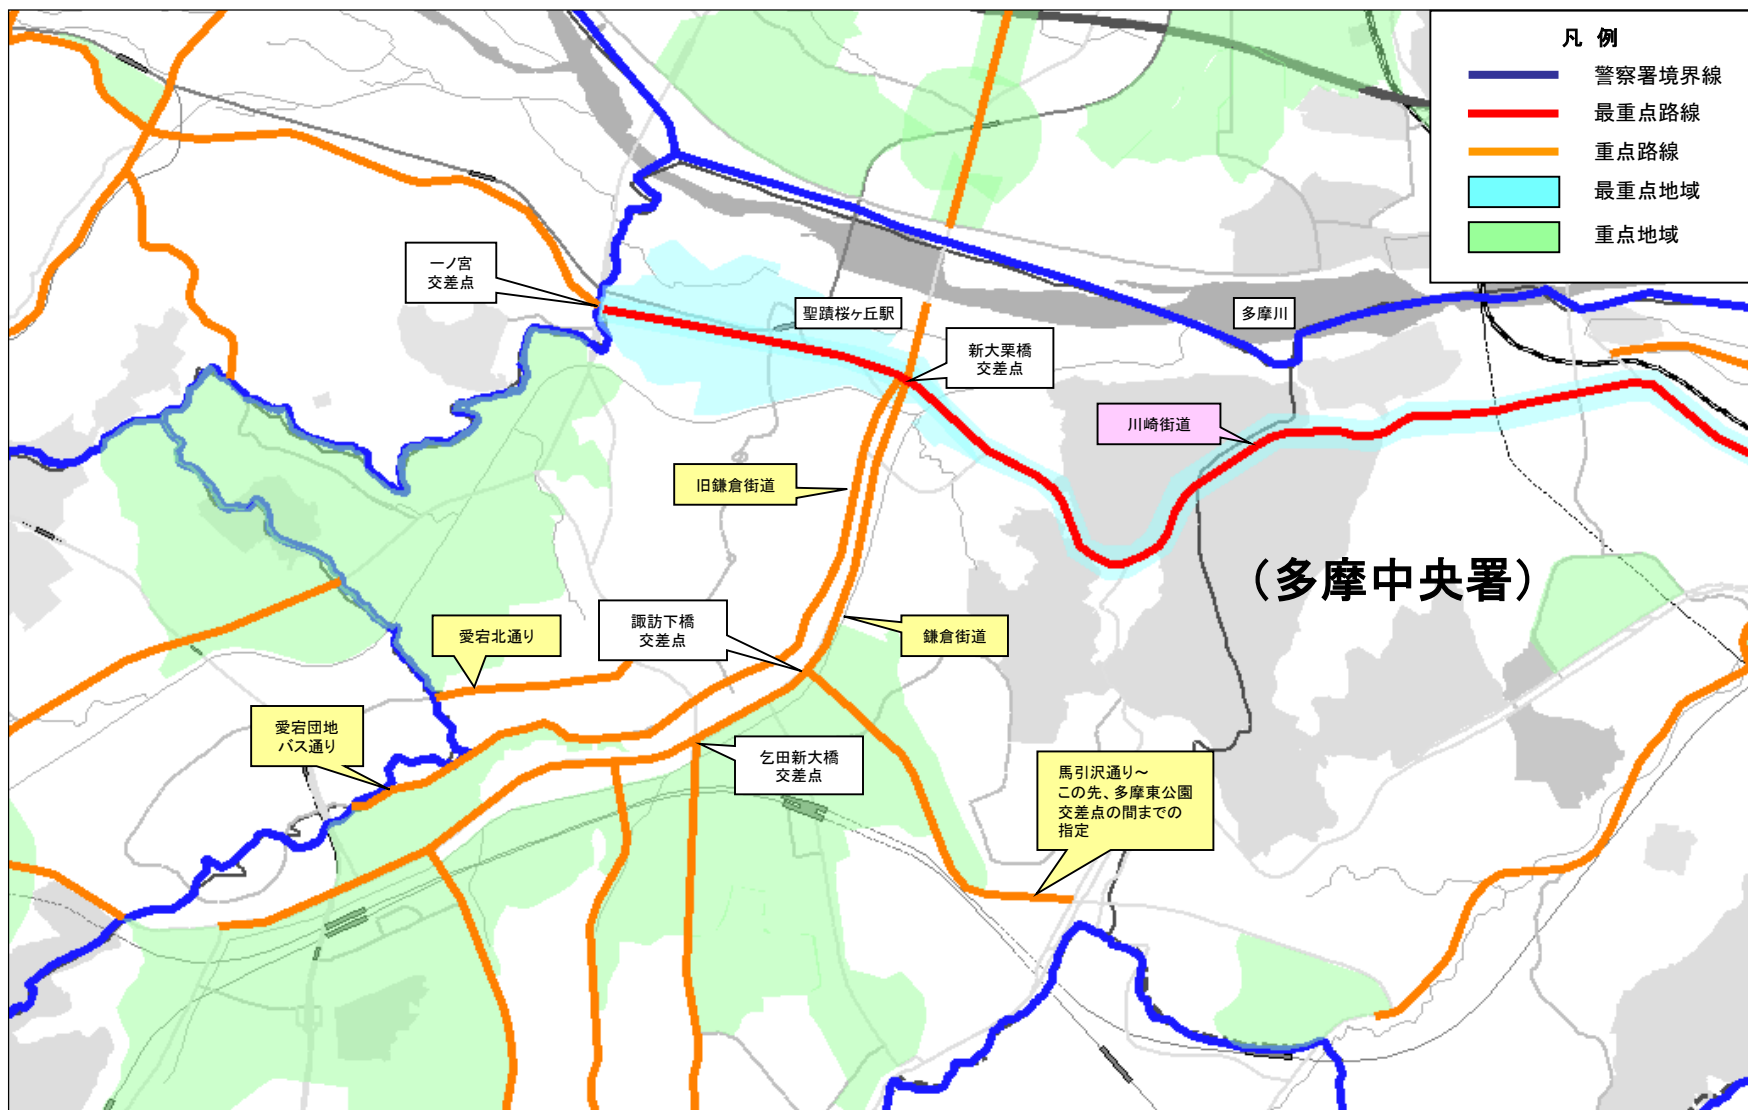 凡 例
警察署境界線
最重点路線
重点路線
最重点地域
重点地域
一ノ宮
交差点
聖蹟桜ヶ丘駅
多摩川
新大栗橋
交差点
川崎街道
旧鎌倉街道
(多摩中央署)
諏訪下橋
交差点
愛宕北通り
鎌倉街道
愛宕団地
バス通り
乞田新大橋
交差点
馬引沢通り～
この先、多摩東公園
交差点の間までの
指定